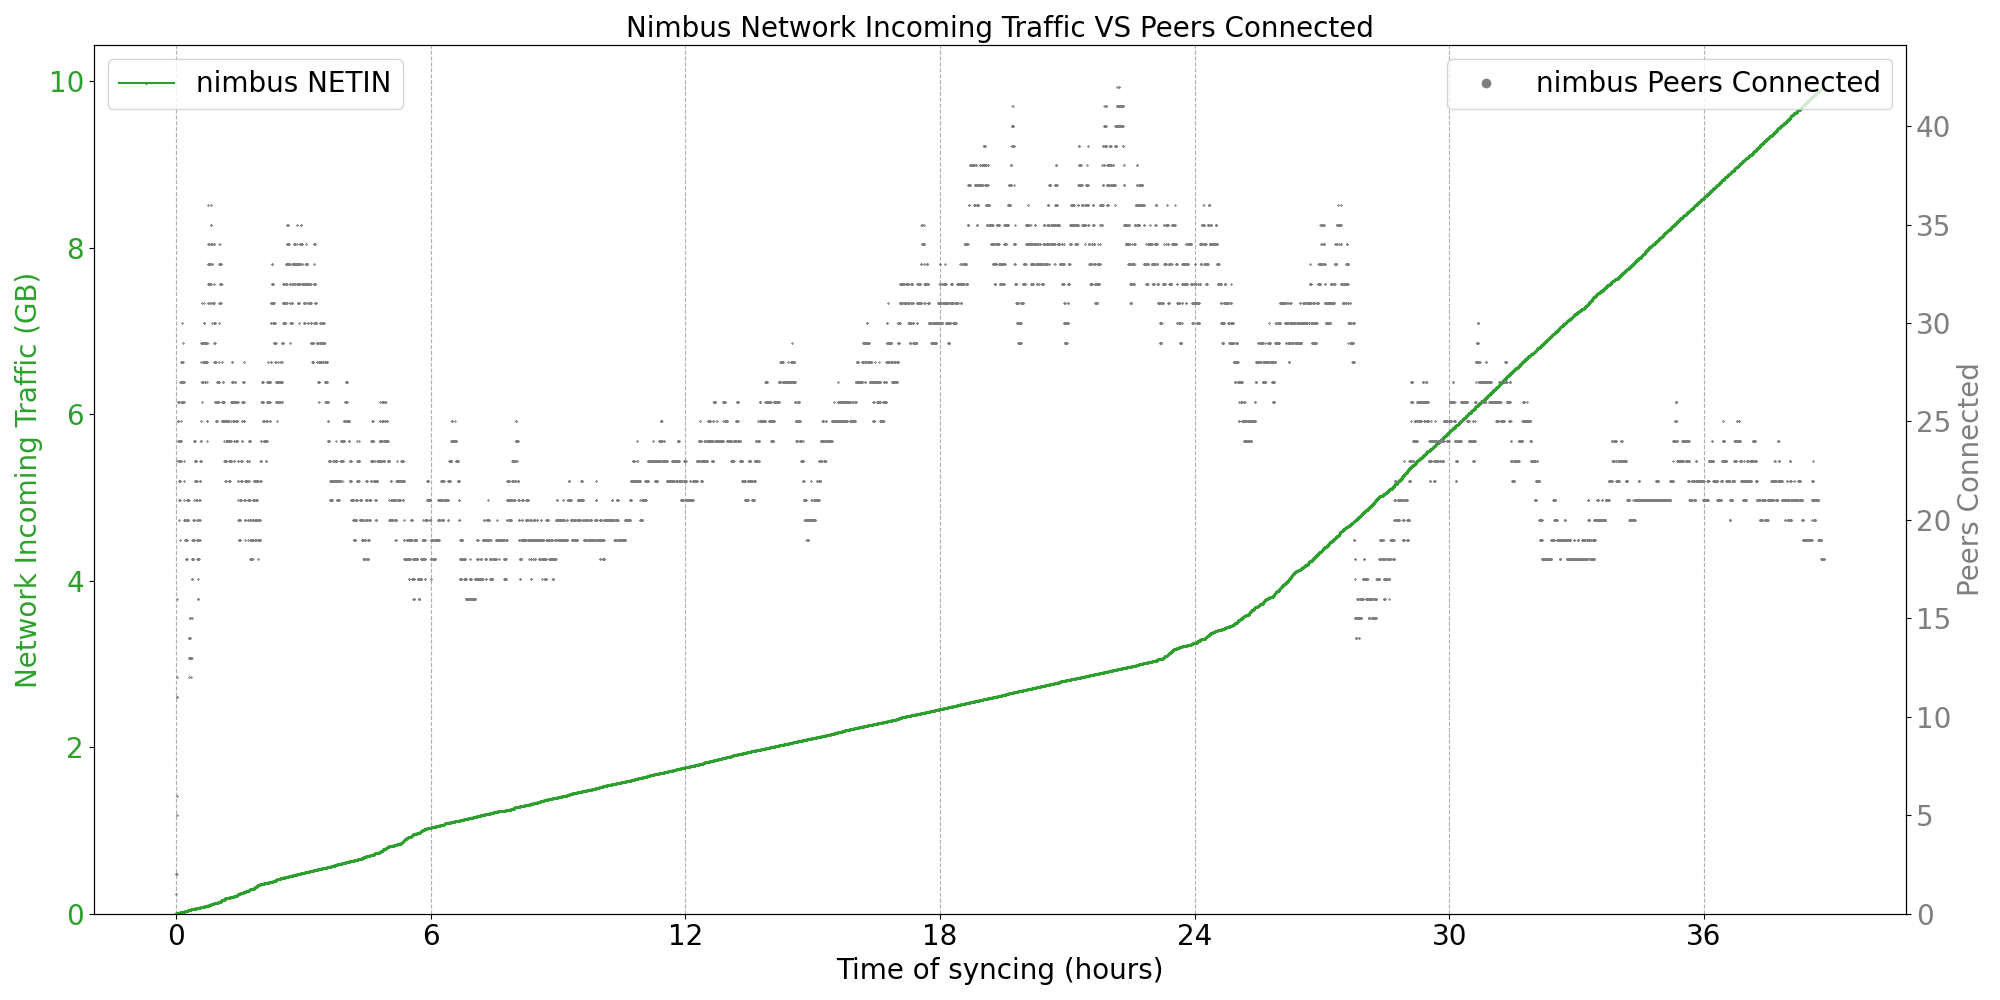 Nimbus Network Incoming Traffic VS Peers Connected
nimbus NETIN
nimbus Peers Connected
Network Incoming Traffic (GB)
10
8
6
4
2
0
Peers Connected
40
35
30
25
20
15
10
5
0
0 6 12 18 24 30 36
Time of syncing (hours)